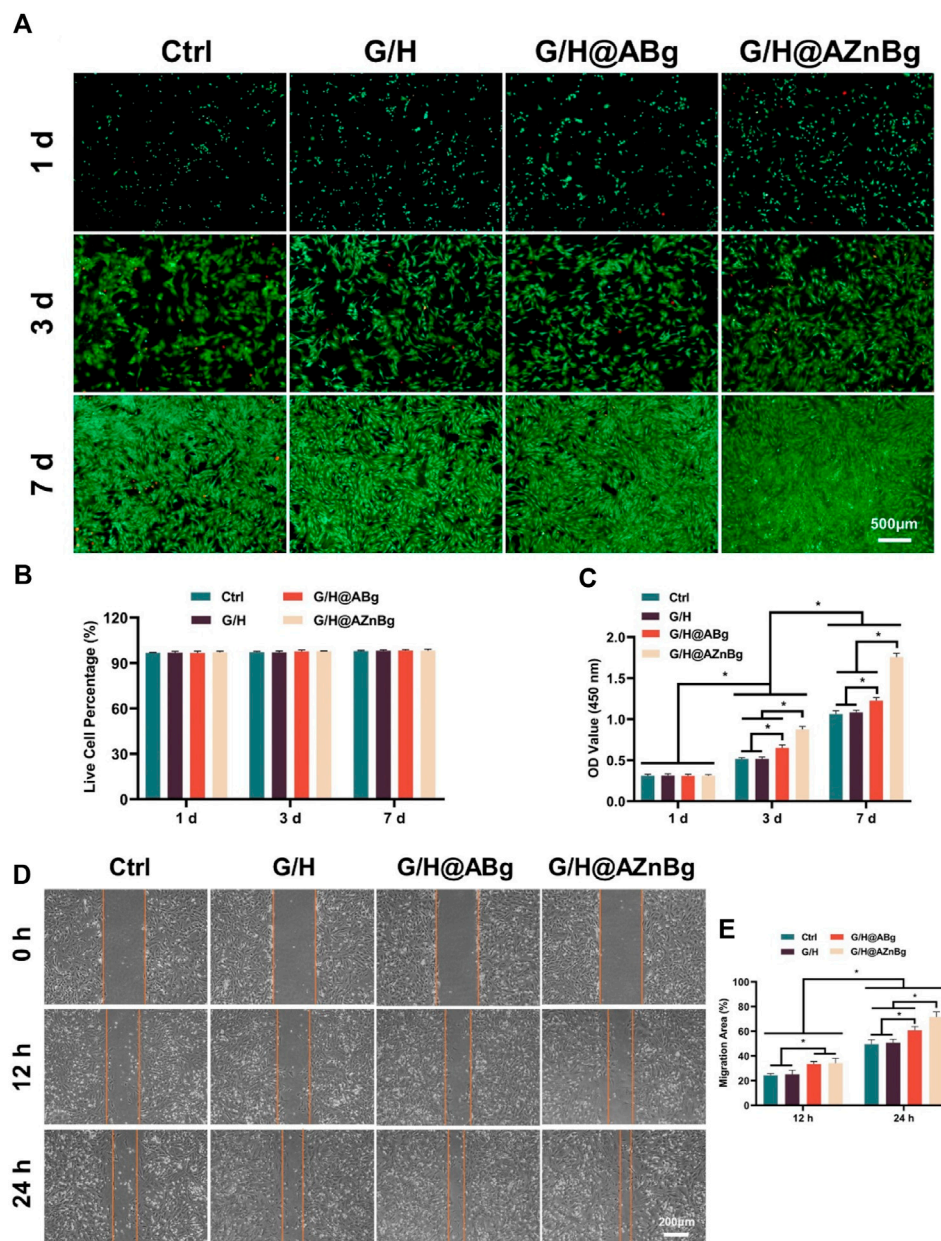 A
Ctrl G/H G/H@ABg G/H@AZnBg
1 d
3 d
7 d
500μm
B
Ctrl G/H@ABg
G/H G/H@AZnBg
Live Cell Percentage (%)
120
90
60
30
0
1 d 3 d 7 d
C
Ctrl
G/H
G/H@ABg
G/H@AZnBg
OD Value (450 nm)
2.0
1.5
1.0
0.5
0.0
* * * * * *
1 d 3 d 7 d
D
Ctrl G/H G/H@ABg G/H@AZnBg
0 h
12 h
24 h
200μm
E
Ctrl G/H@ABg
G/H G/H@AZnBg
Migration Area (%)
100
80
60
40
20
0
* * * *
12 h 24 h